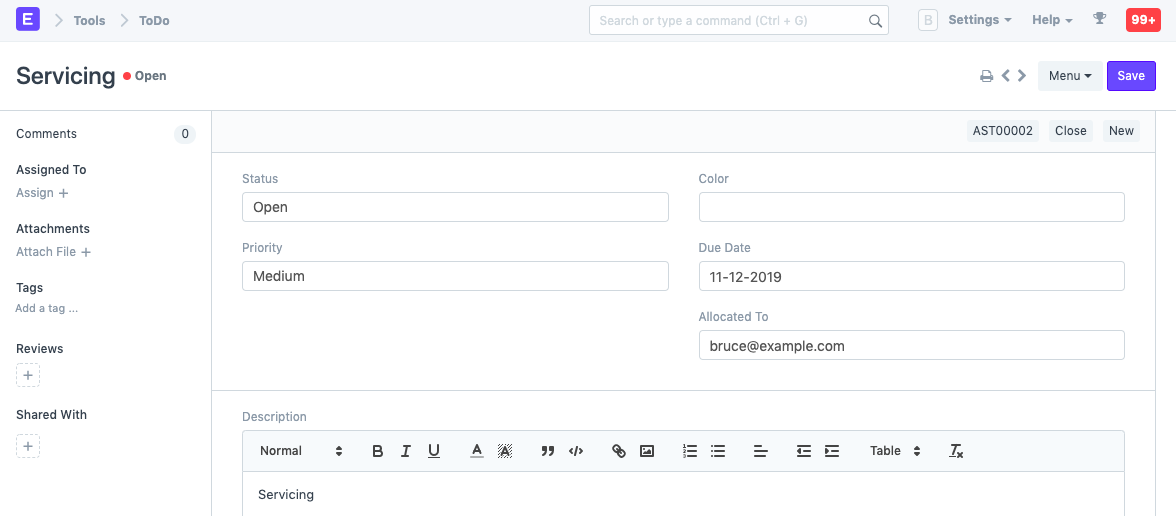 E Tools ToDo Search or type a command (Ctrl + G) B Settings Help 99+
Servicing Open Menu Save
Comments 0
AST00002 Close New
Assigned To
Assign +
Attachments
Attach File +
Tags
Add a tag ...
Reviews
+
Shared With
+
Status
Open
Color
Priority
Medium
Due Date
11-12-2019
Allocated To
bruce@example.com
Description
Normal B I U A A Table Tx
Servicing